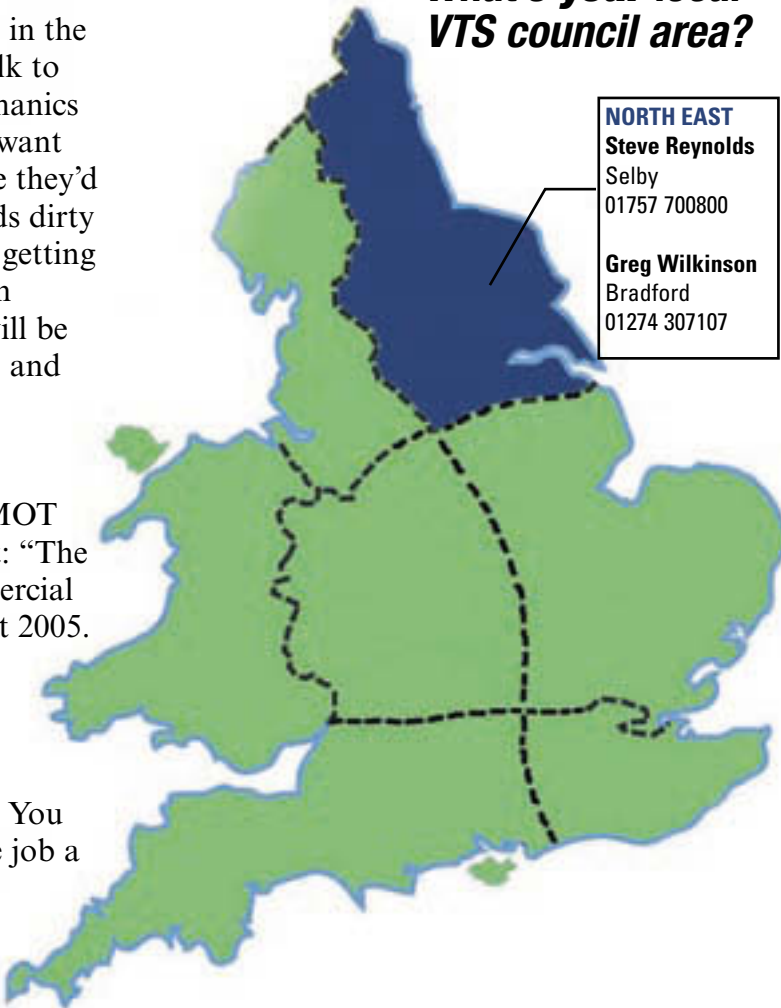 VTS council area?
in the
lk to
hanics
want
e they’d
ds dirty
getting
n
ill be
and
MOT
: “The
ercial
t 2005.
You
e job a
NORTH EAST
Steve Reynolds
Selby
01757 700800
Greg Wilkinson
Bradford
01274 307107